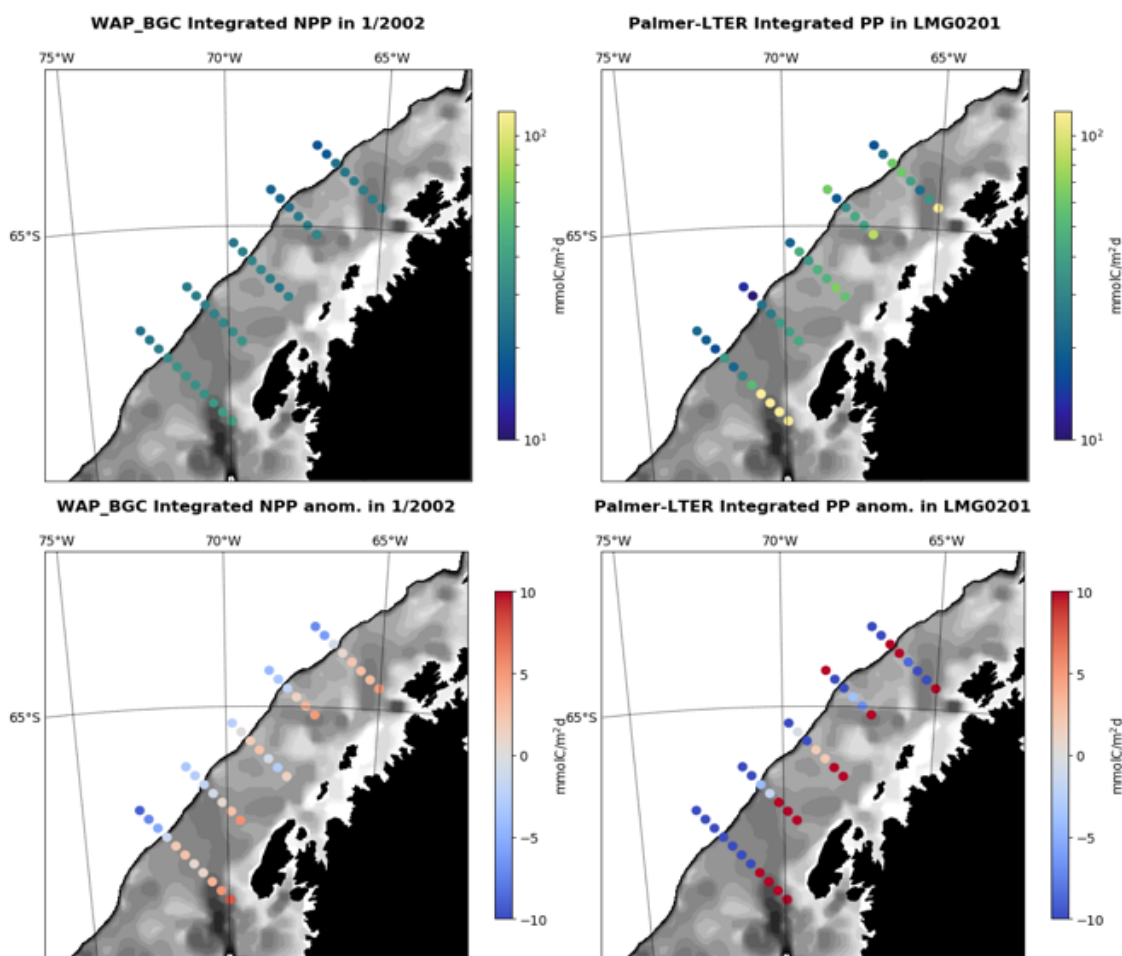 WAP_BGC Integrated NPP in 1/2002
Palmer-LTER Integrated PP in LMG0201
75°W 70°W 65°W
75°W 70°W 65°W
10²
10²
65°S
65°S
mmolC/m²d
mmolC/m²d
10¹
10¹
WAP_BGC Integrated NPP anom. in 1/2002
Palmer-LTER Integrated PP anom. in LMG0201
75°W 70°W 65°W
75°W 70°W 65°W
10
10
5
5
65°S
65°S
0
0
mmolC/m²d
mmolC/m²d
−5
−5
−10
−10